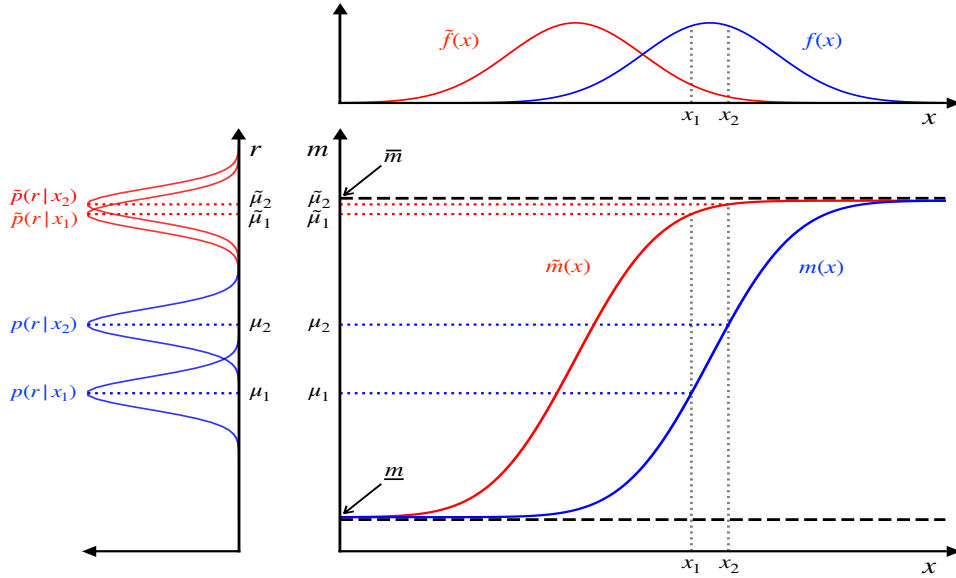 f̃(x)
f(x)
x₁ x₂ x
r m m̅
p̃(r|x₂) μ̃₂ μ̃₂
p̃(r|x₁) μ̃₁ μ̃₁
m̃(x) m(x)
p(r|x₂) μ₂ μ₂
p(r|x₁) μ₁ μ₁
m̲
x₁ x₂ x